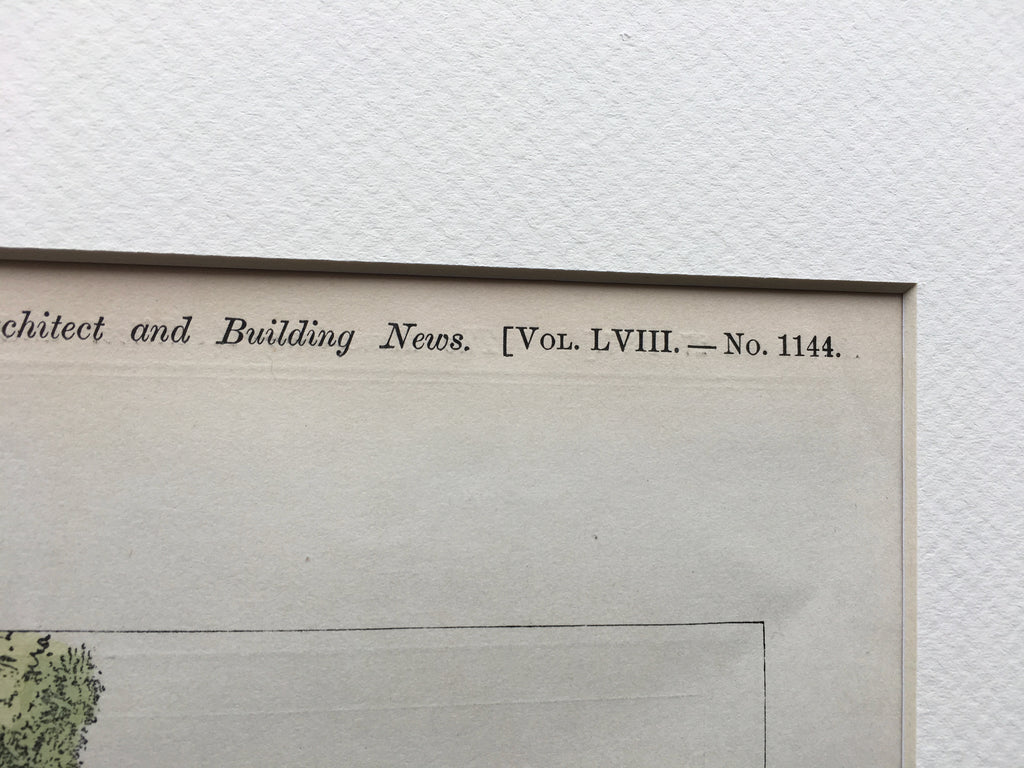 chitect and Building News. [VOL. LVIII. — No. 1144.